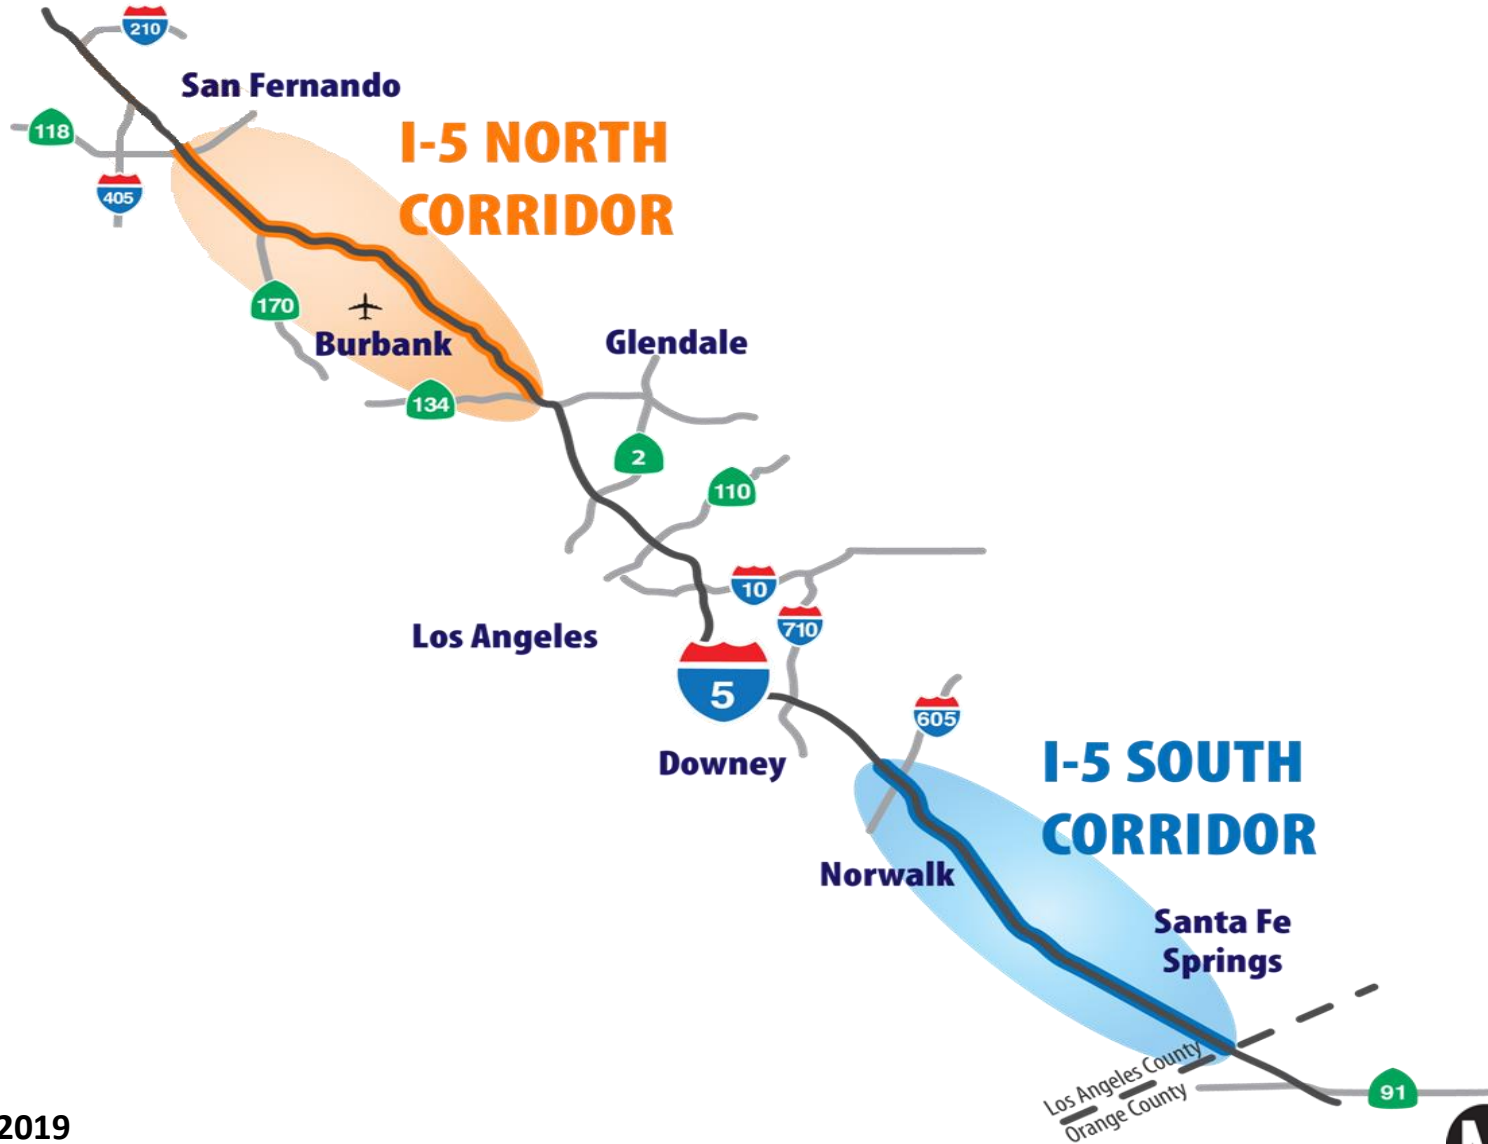 210
San Fernando
118
I-5 NORTH
CORRIDOR
405
170
Burbank
Glendale
134
2
110
10
Los Angeles
710
5
605
Downey
I-5 SOUTH
CORRIDOR
Norwalk
Santa Fe
Springs
Los Angeles County
Orange County
91
2019